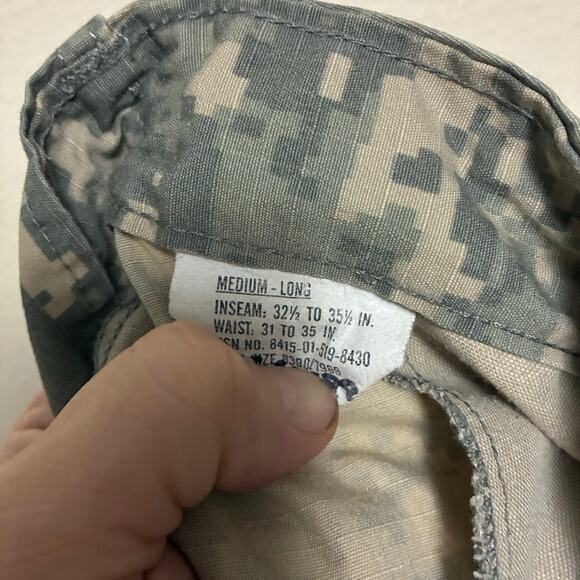 MEDIUM - LONG
INSEAM: 32½ TO 35½ IN.
WAIST: 31 TO 35 IN.
NSN NO. 8415-01-519-8430